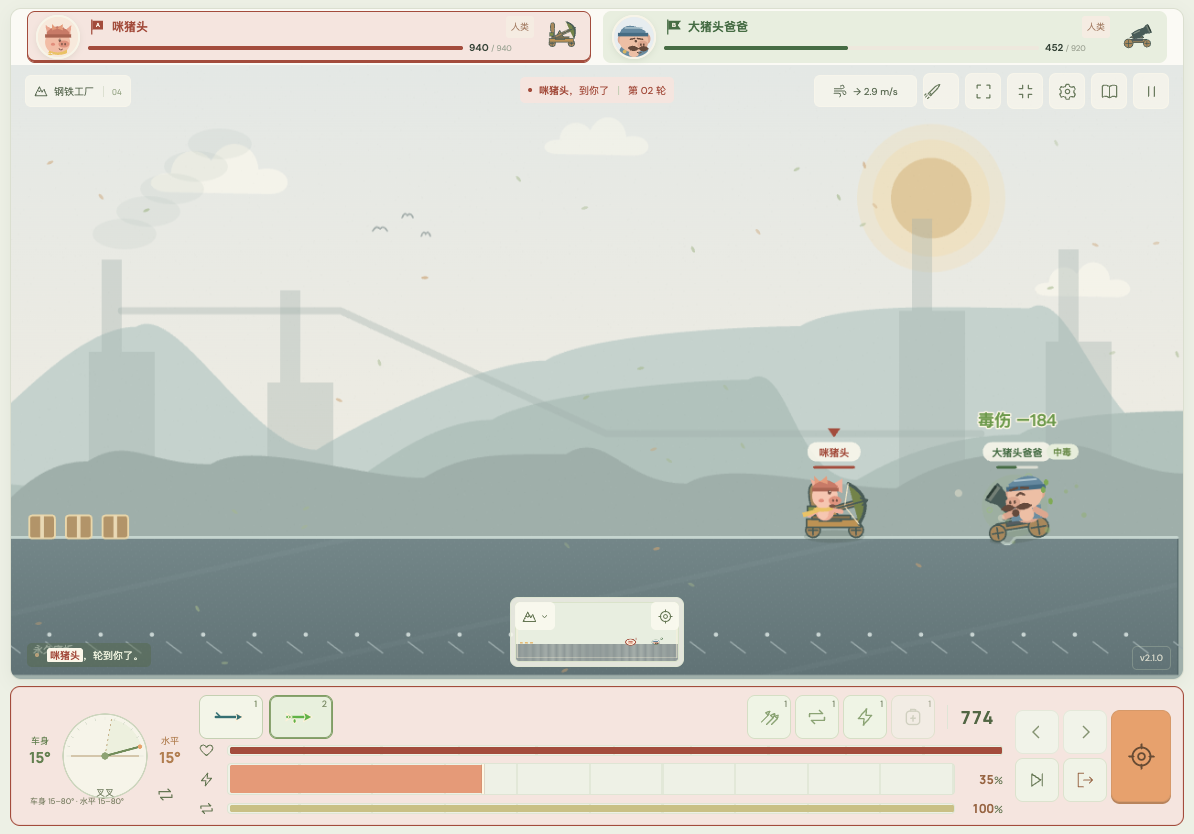 咪猪头
人类
940 / 940
大猪头爸爸
人类
452 / 920
钢铁工厂 04
咪猪头，到你了 | 第 02 轮
→ 2.9 m/s
毒伤 −184
咪猪头
大猪头爸爸 中毒
咪猪头，轮到你了。
v2.1.0
1
2
1
1
1
1
774
车身
15°
水平
15°
叉叉
车身 15–80° · 水平 15–80°
35%
100%